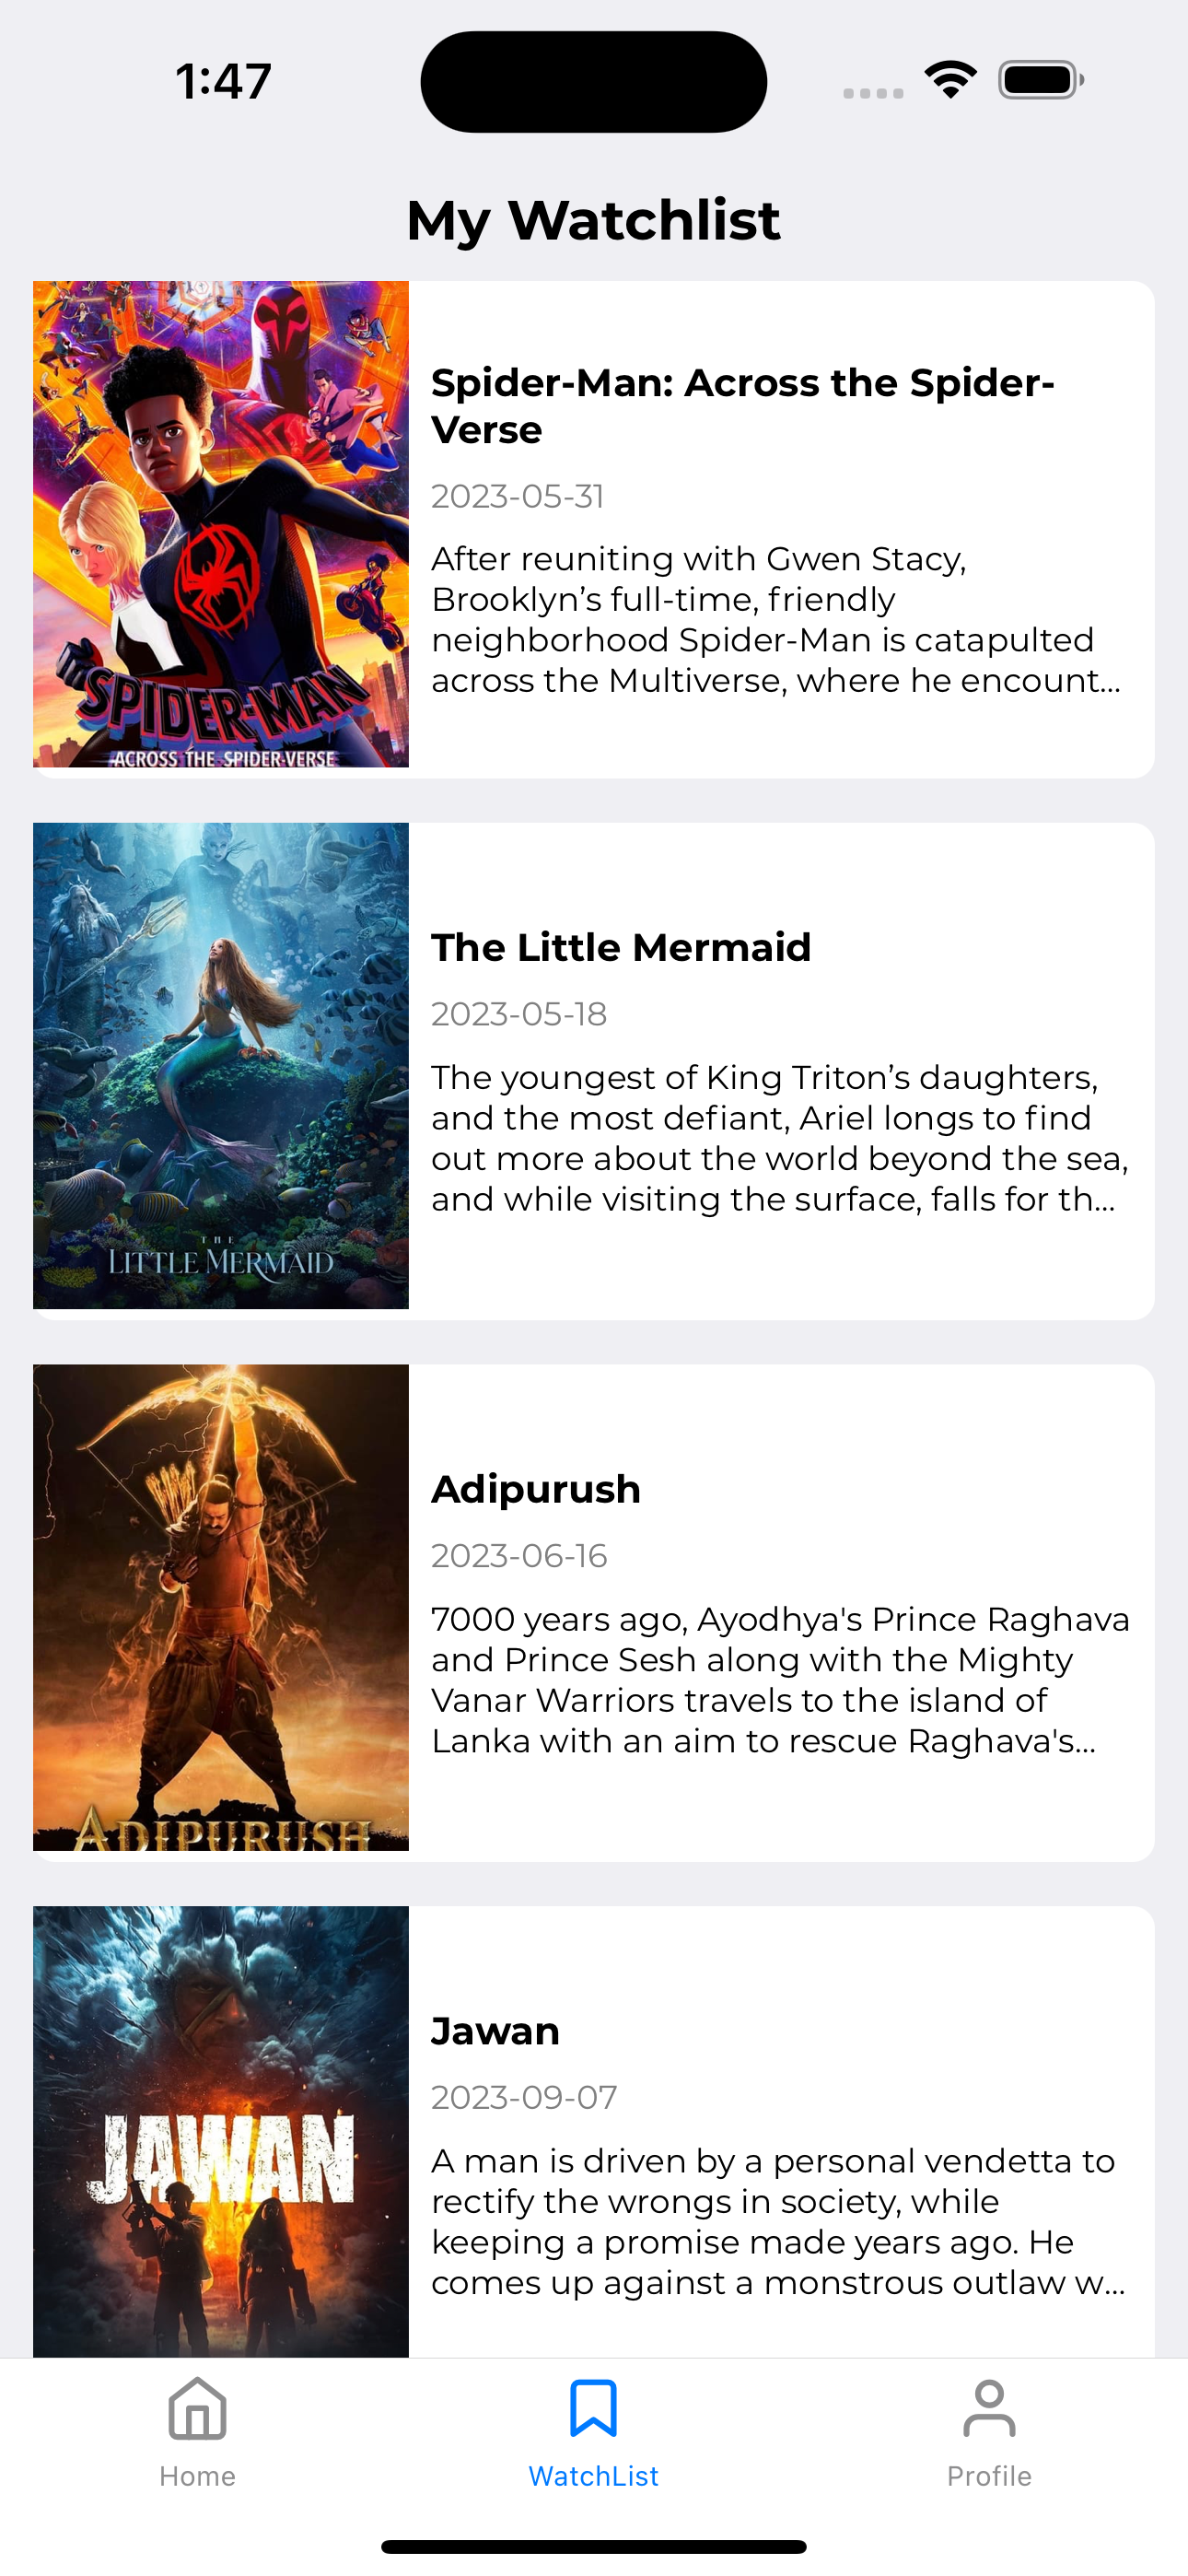 1:47
My Watchlist
SPIDER-MAN
ACROSS THE SPIDER-VERSE
Spider-Man: Across the Spider-
Verse
2023-05-31
After reuniting with Gwen Stacy,
Brooklyn’s full-time, friendly
neighborhood Spider-Man is catapulted
across the Multiverse, where he encount...
THE
LITTLE MERMAID
The Little Mermaid
2023-05-18
The youngest of King Triton’s daughters,
and the most defiant, Ariel longs to find
out more about the world beyond the sea,
and while visiting the surface, falls for th...
ADIPURUSH
Adipurush
2023-06-16
7000 years ago, Ayodhya's Prince Raghava
and Prince Sesh along with the Mighty
Vanar Warriors travels to the island of
Lanka with an aim to rescue Raghava's...
JAWAN
Jawan
2023-09-07
A man is driven by a personal vendetta to
rectify the wrongs in society, while
keeping a promise made years ago. He
comes up against a monstrous outlaw w...
Home
WatchList
Profile